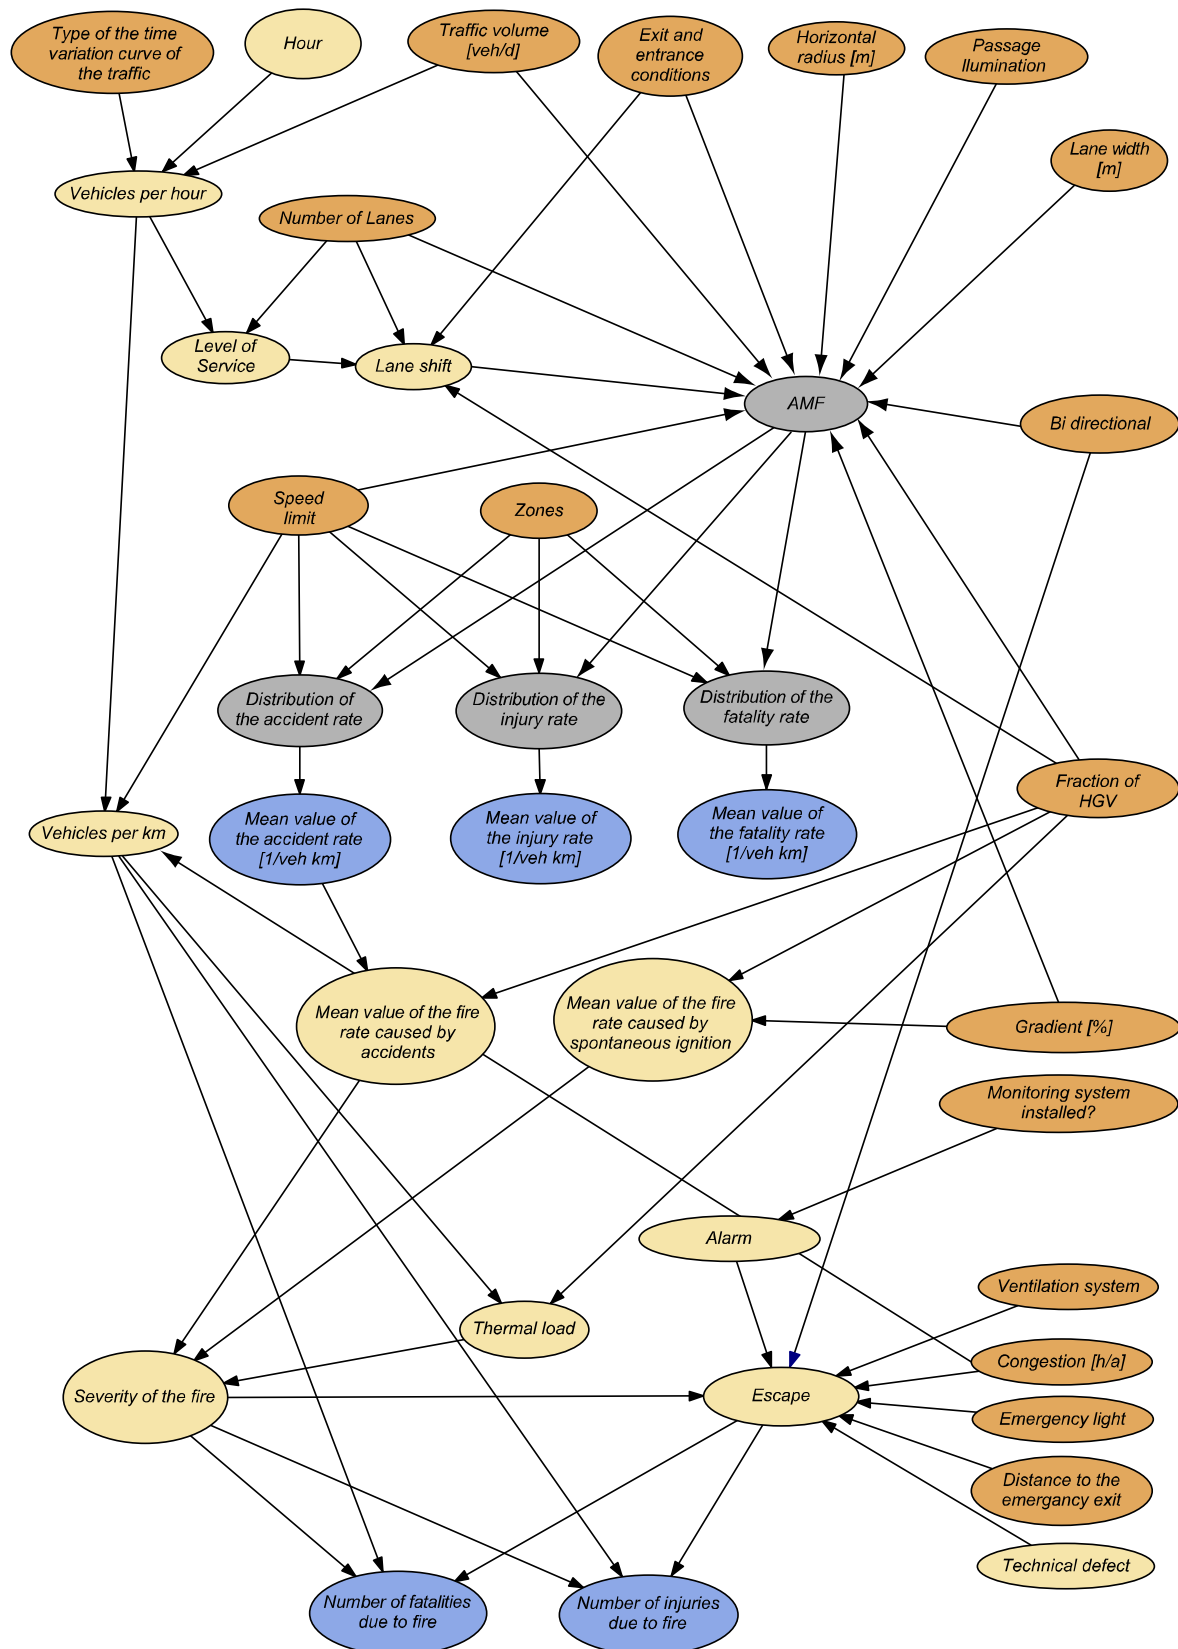 Type of the time
variation curve of
the traffic
Hour
Traffic volume
[veh/d]
Exit and
entrance
conditions
Horizontal
radius [m]
Passage
llumination
Lane width
[m]
Vehicles per hour
Number of Lanes
Level of
Service
Lane shift
AMF
Bi directional
Speed
limit
Zones
Distribution of
the accident rate
Distribution of the
injury rate
Distribution of the
fatality rate
Fraction of
HGV
Vehicles per km
Mean value of
the accident rate
[1/veh km]
Mean value of
the injury rate
[1/veh km]
Mean value of
the fatality rate
[1/veh km]
Mean value of the fire
rate caused by
accidents
Mean value of the fire
rate caused by
spontaneous ignition
Gradient [%]
Monitoring system
installed?
Alarm
Ventilation system
Thermal load
Congestion [h/a]
Severity of the fire
Escape
Emergency light
Distance to the
emergancy exit
Technical defect
Number of fatalities
due to fire
Number of injuries
due to fire